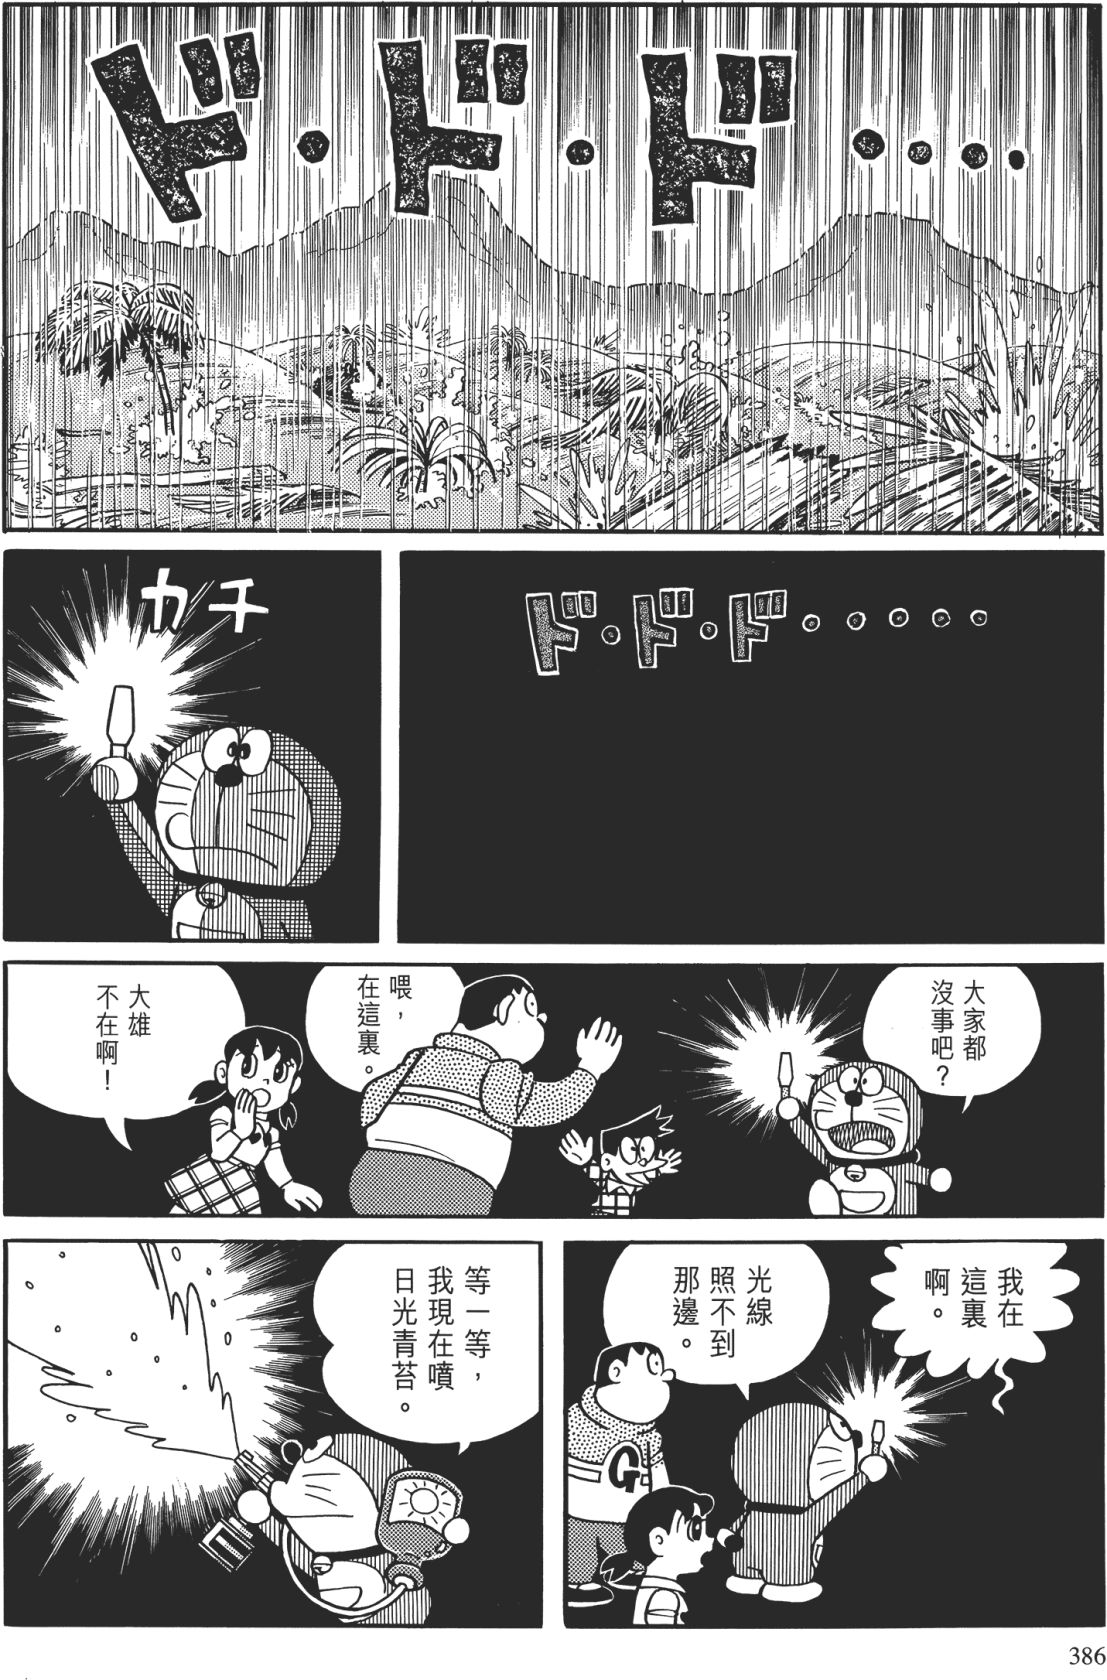 ド・ド・ド・・・・
ド・ド・ド・・・・・
カチ
大家都
沒事吧？
喂，
在這裏。
大雄
不在啊！
我在
這裏
啊。
光線
照不到
那邊。
等一等，
我現在噴
日光青苔。
G
386